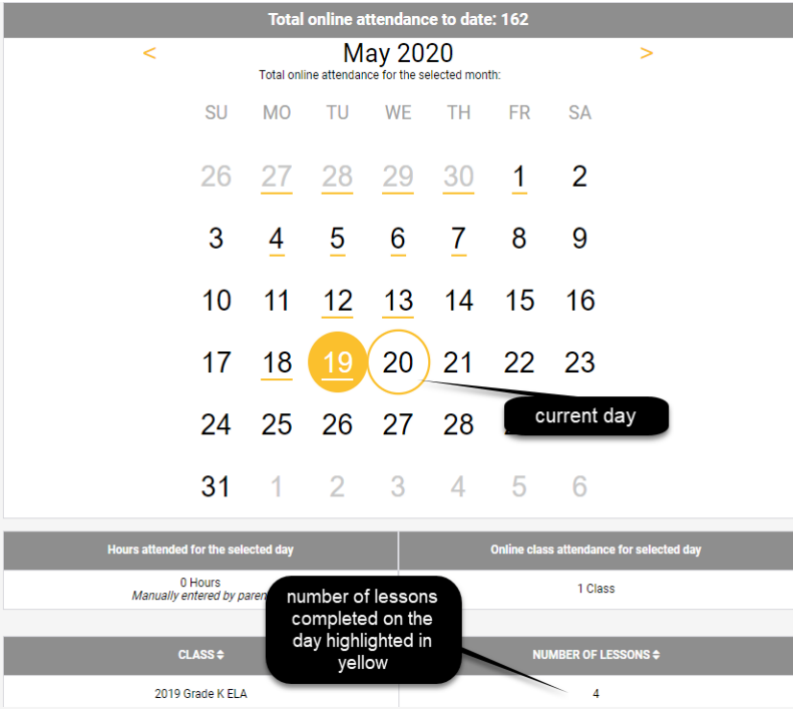 Total online attendance to date: 162
< May 2020 >
Total online attendance for the selected month:
SU MO TU WE TH FR SA
26 27 28 29 30 1 2
3 4 5 6 7 8 9
10 11 12 13 14 15 16
17 18 19 20 21 22 23
current day
24 25 26 27 28
31 1 2 3 4 5 6
Hours attended for the selected day Online class attendance for selected day
0 Hours 1 Class
Manually entered by
number of lessons
completed on the
day highlighted in
yellow
CLASS NUMBER OF LESSONS
2019 Grade K ELA 4